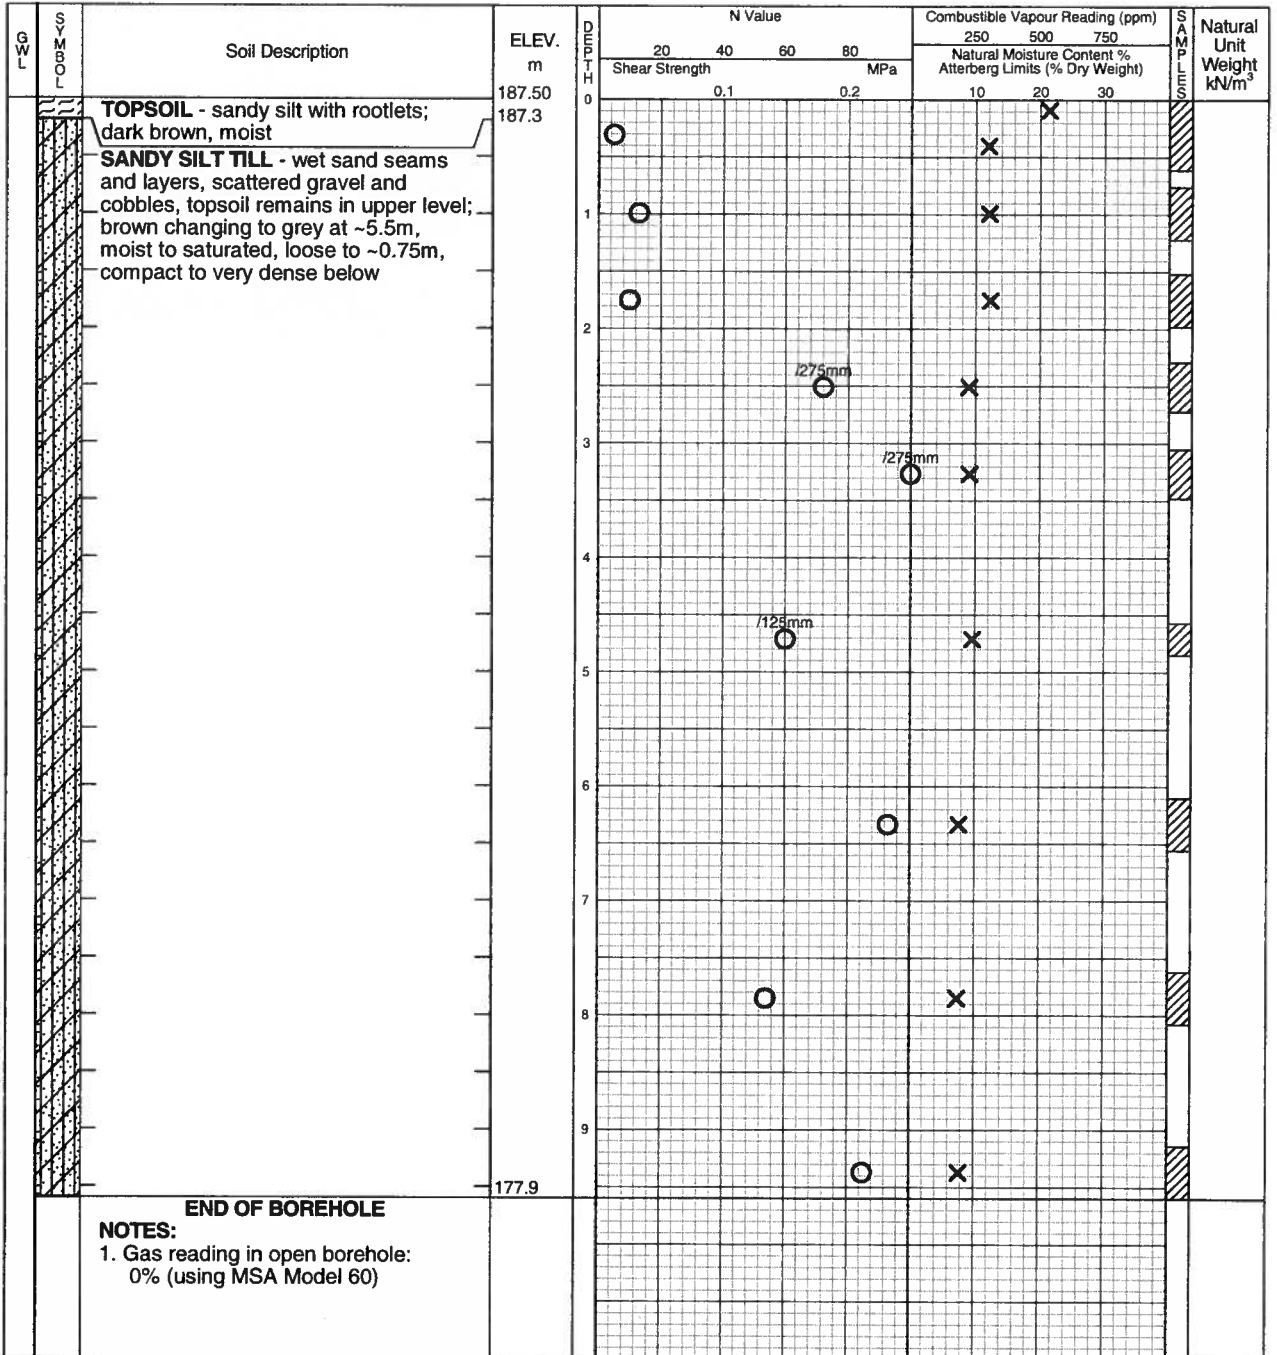 GWL
SYMBOL
Soil Description
ELEV.
m
DEPTH
N Value
20 40 60 80
Shear Strength MPa
0.1 0.2
Combustible Vapour Reading (ppm)
250 500 750
Natural Moisture Content %
Atterberg Limits (% Dry Weight)
10 20 30
SAMPLES
Natural
Unit
Weight
kN/m³
187.50
0
TOPSOIL - sandy silt with rootlets;
dark brown, moist
187.3
SANDY SILT TILL - wet sand seams
and layers, scattered gravel and
cobbles, topsoil remains in upper level;
brown changing to grey at ~5.5m,
moist to saturated, loose to ~0.75m,
compact to very dense below
1
2
/275mm
3
/275mm
4
/125mm
5
6
7
8
9
177.9
END OF BOREHOLE
NOTES:
1. Gas reading in open borehole:
0% (using MSA Model 60)